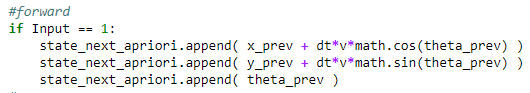 #forward
if Input == 1:
    state_next_apriori.append( x_prev + dt*v*math.cos(theta_prev) )
    state_next_apriori.append( y_prev + dt*v*math.sin(theta_prev) )
    state_next_apriori.append( theta_prev )